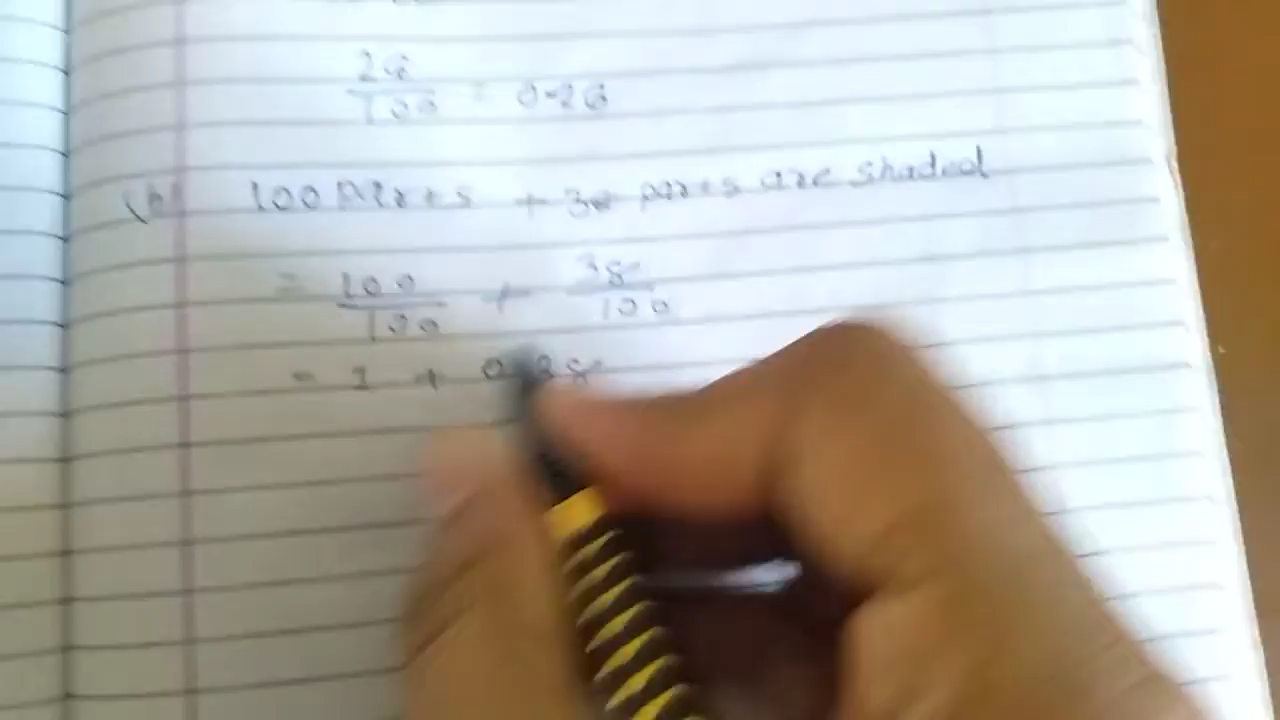 26
100 = 0.26
(b) 100 Parts + 38 parts are shaded
= 100 + 38
100 100
= 1 + 0.38